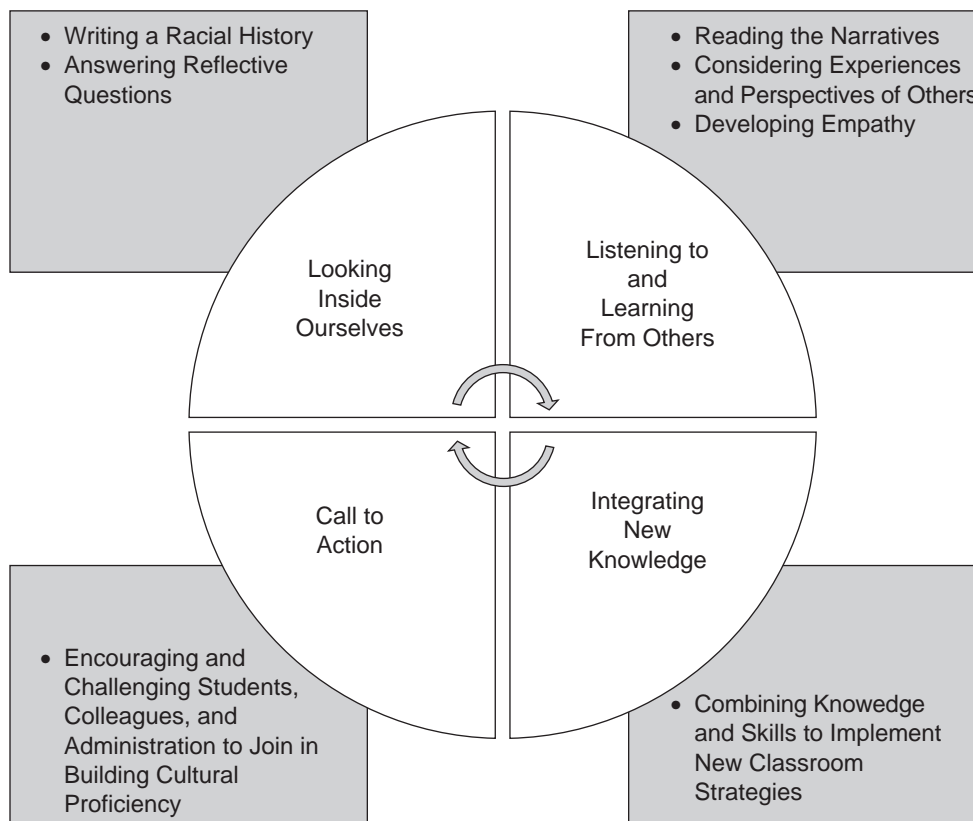 • Writing a Racial History
• Answering Reflective
Questions
• Reading the Narratives
• Considering Experiences
and Perspectives of Others
• Developing Empathy
Looking
Inside
Ourselves
Listening to
and
Learning
From Others
Call to
Action
Integrating
New
Knowledge
• Encouraging and
Challenging Students,
Colleagues, and
Administration to Join in
Building Cultural
Proficiency
• Combining Knowedge
and Skills to Implement
New Classroom
Strategies